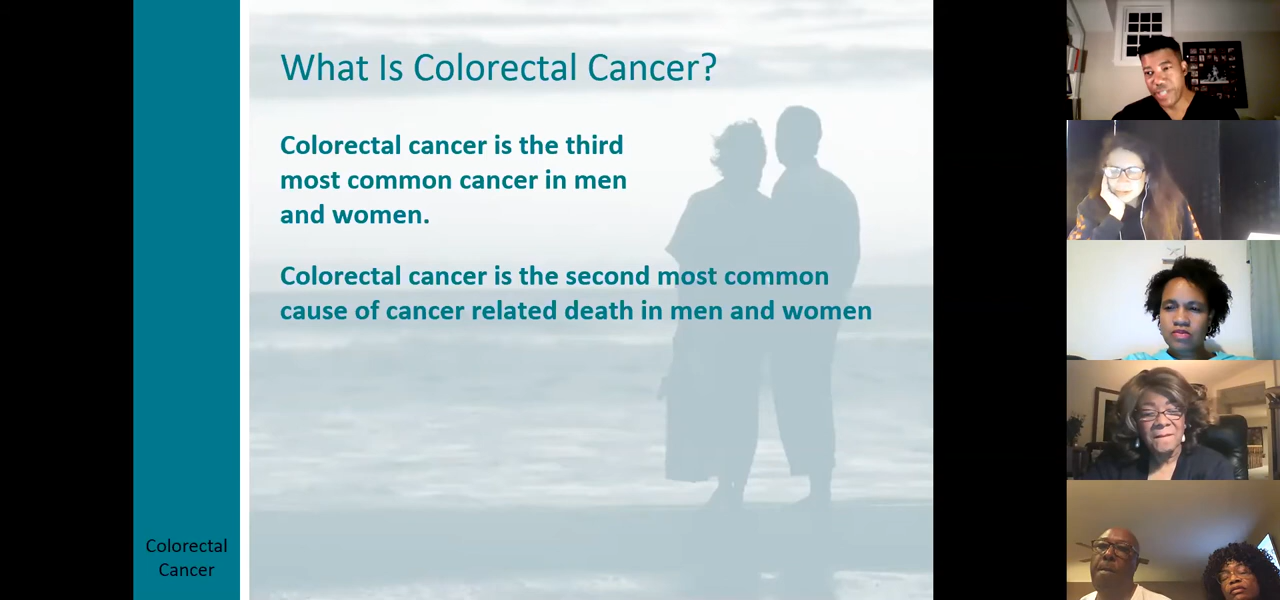 What Is Colorectal Cancer?
Colorectal cancer is the third
most common cancer in men
and women.
Colorectal cancer is the second most common
cause of cancer related death in men and women
Colorectal
Cancer